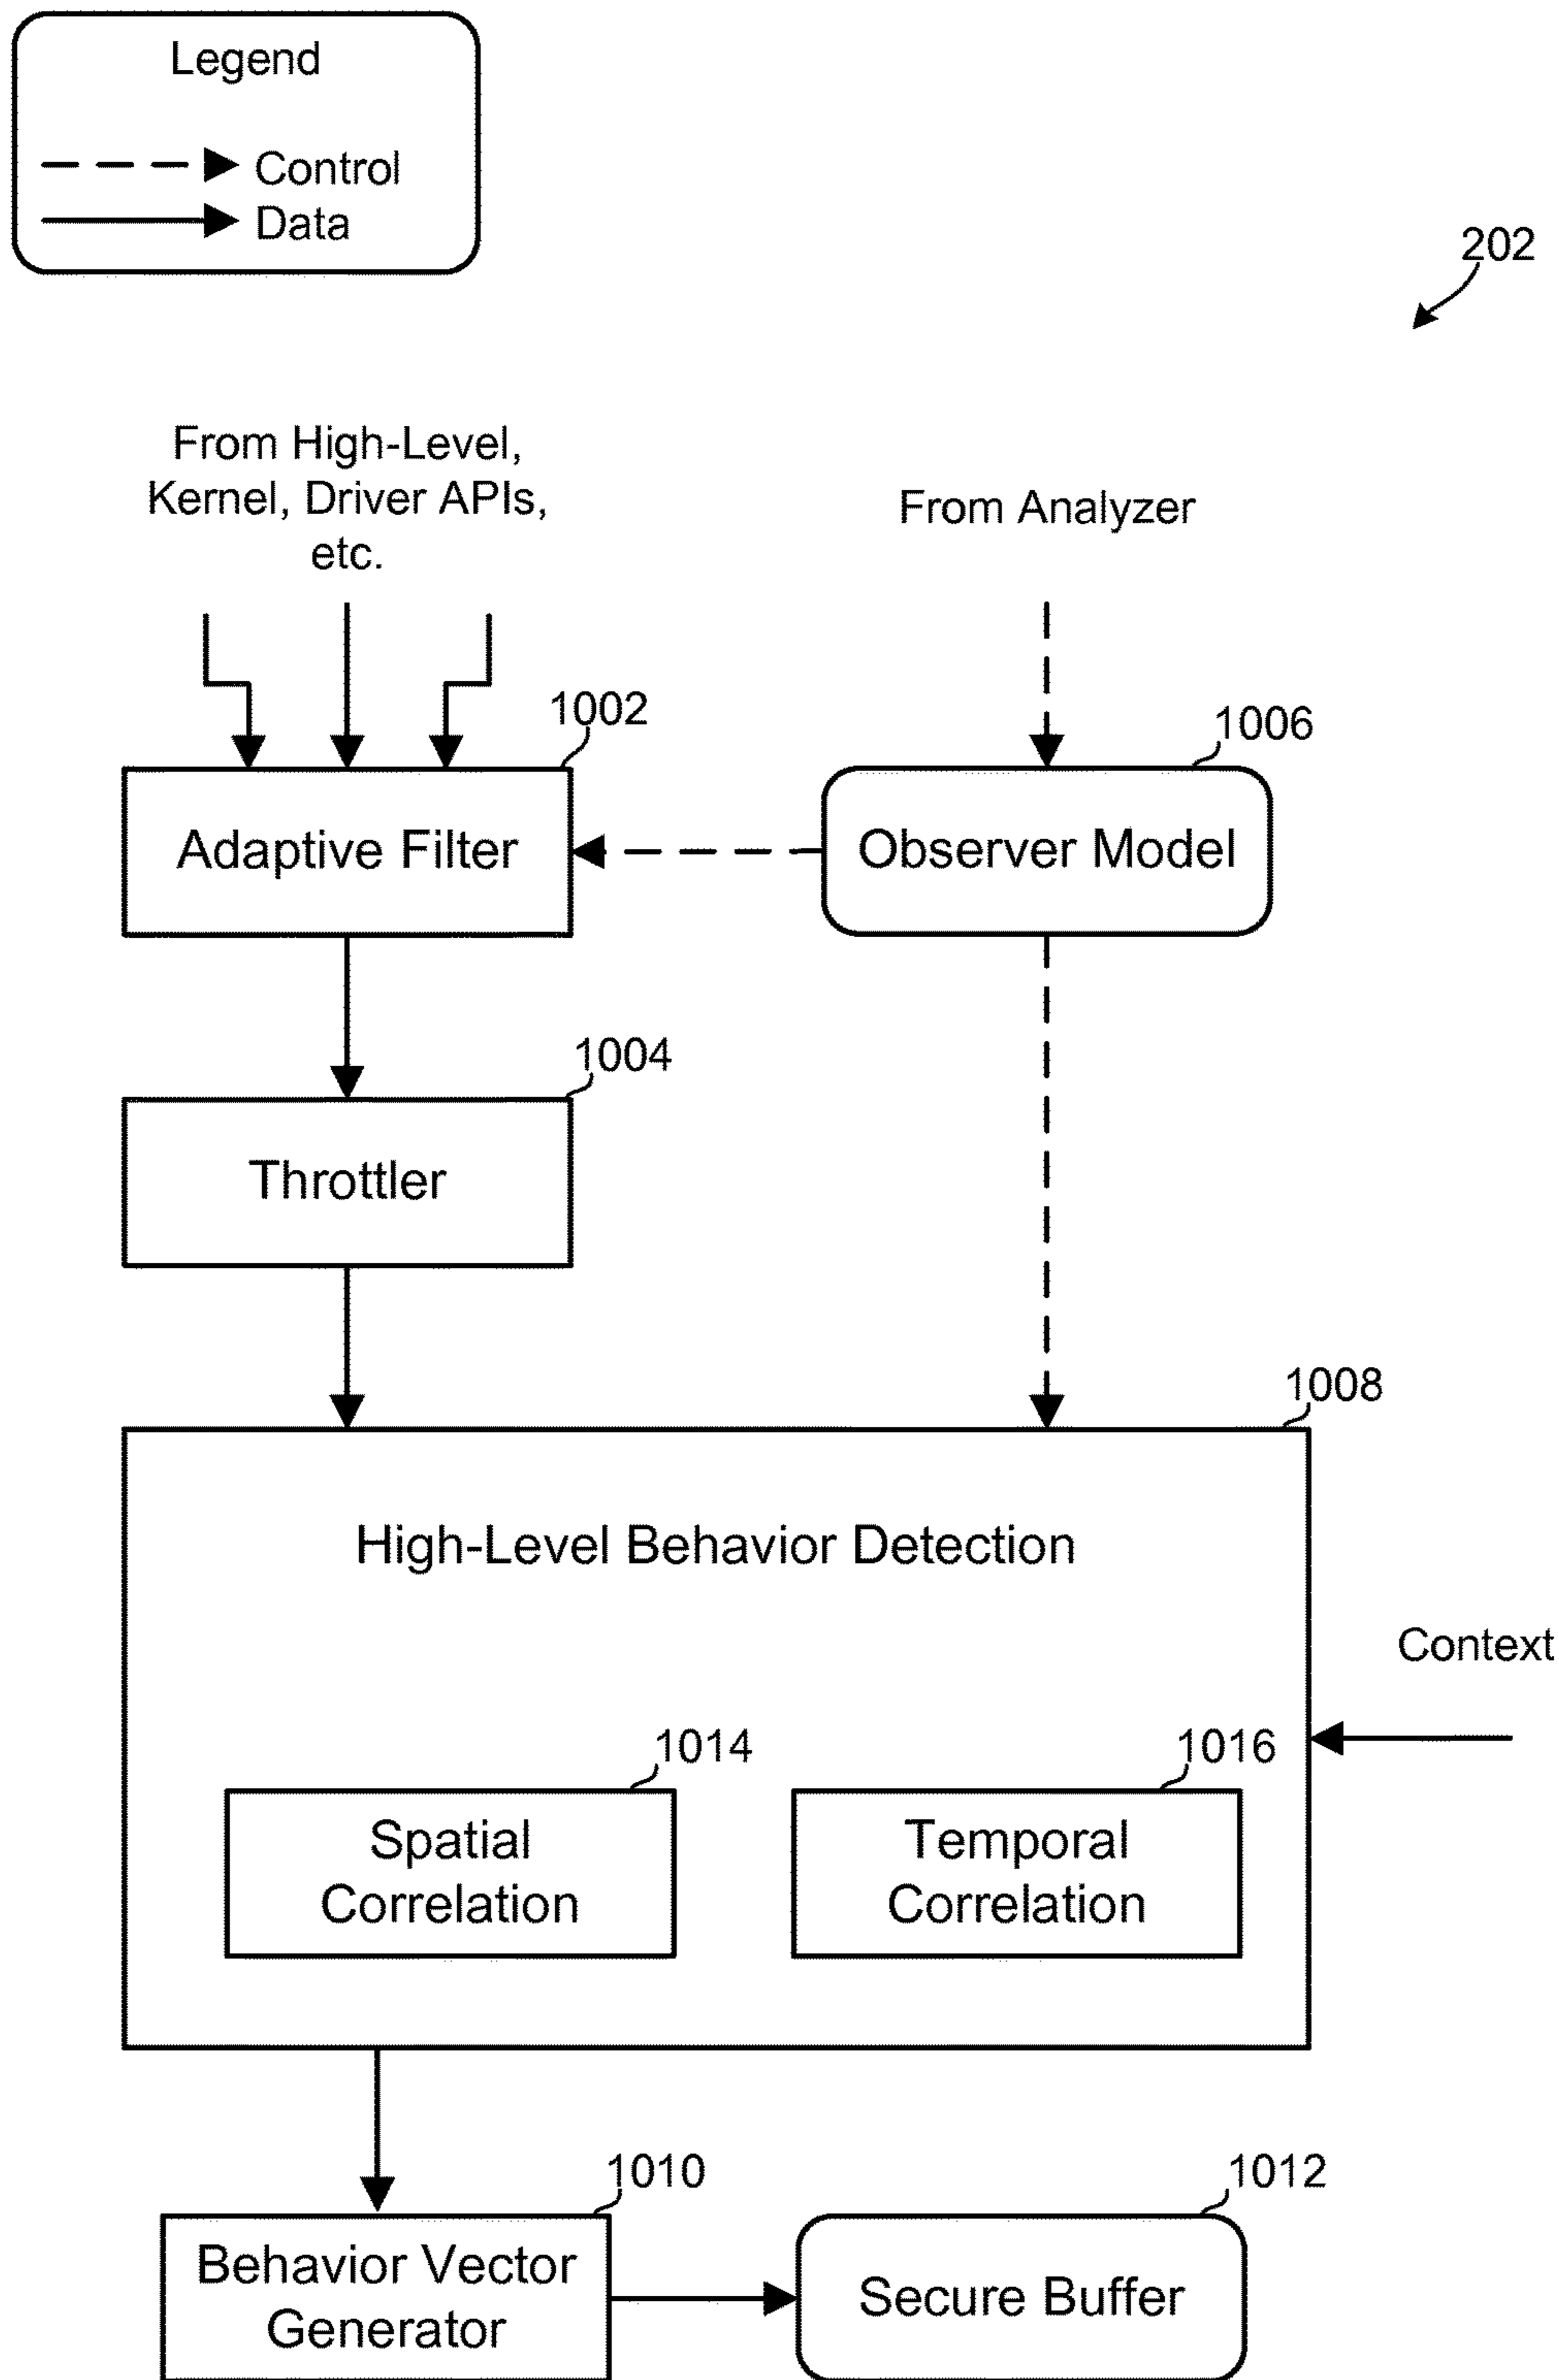 Legend
Control
Data
202
From High-Level,
Kernel, Driver APIs,
etc.
From Analyzer
1002
1006
Adaptive Filter
Observer Model
1004
Throttler
1008
High-Level Behavior Detection
Context
1014
1016
Spatial
Correlation
Temporal
Correlation
1010
1012
Behavior Vector
Generator
Secure Buffer